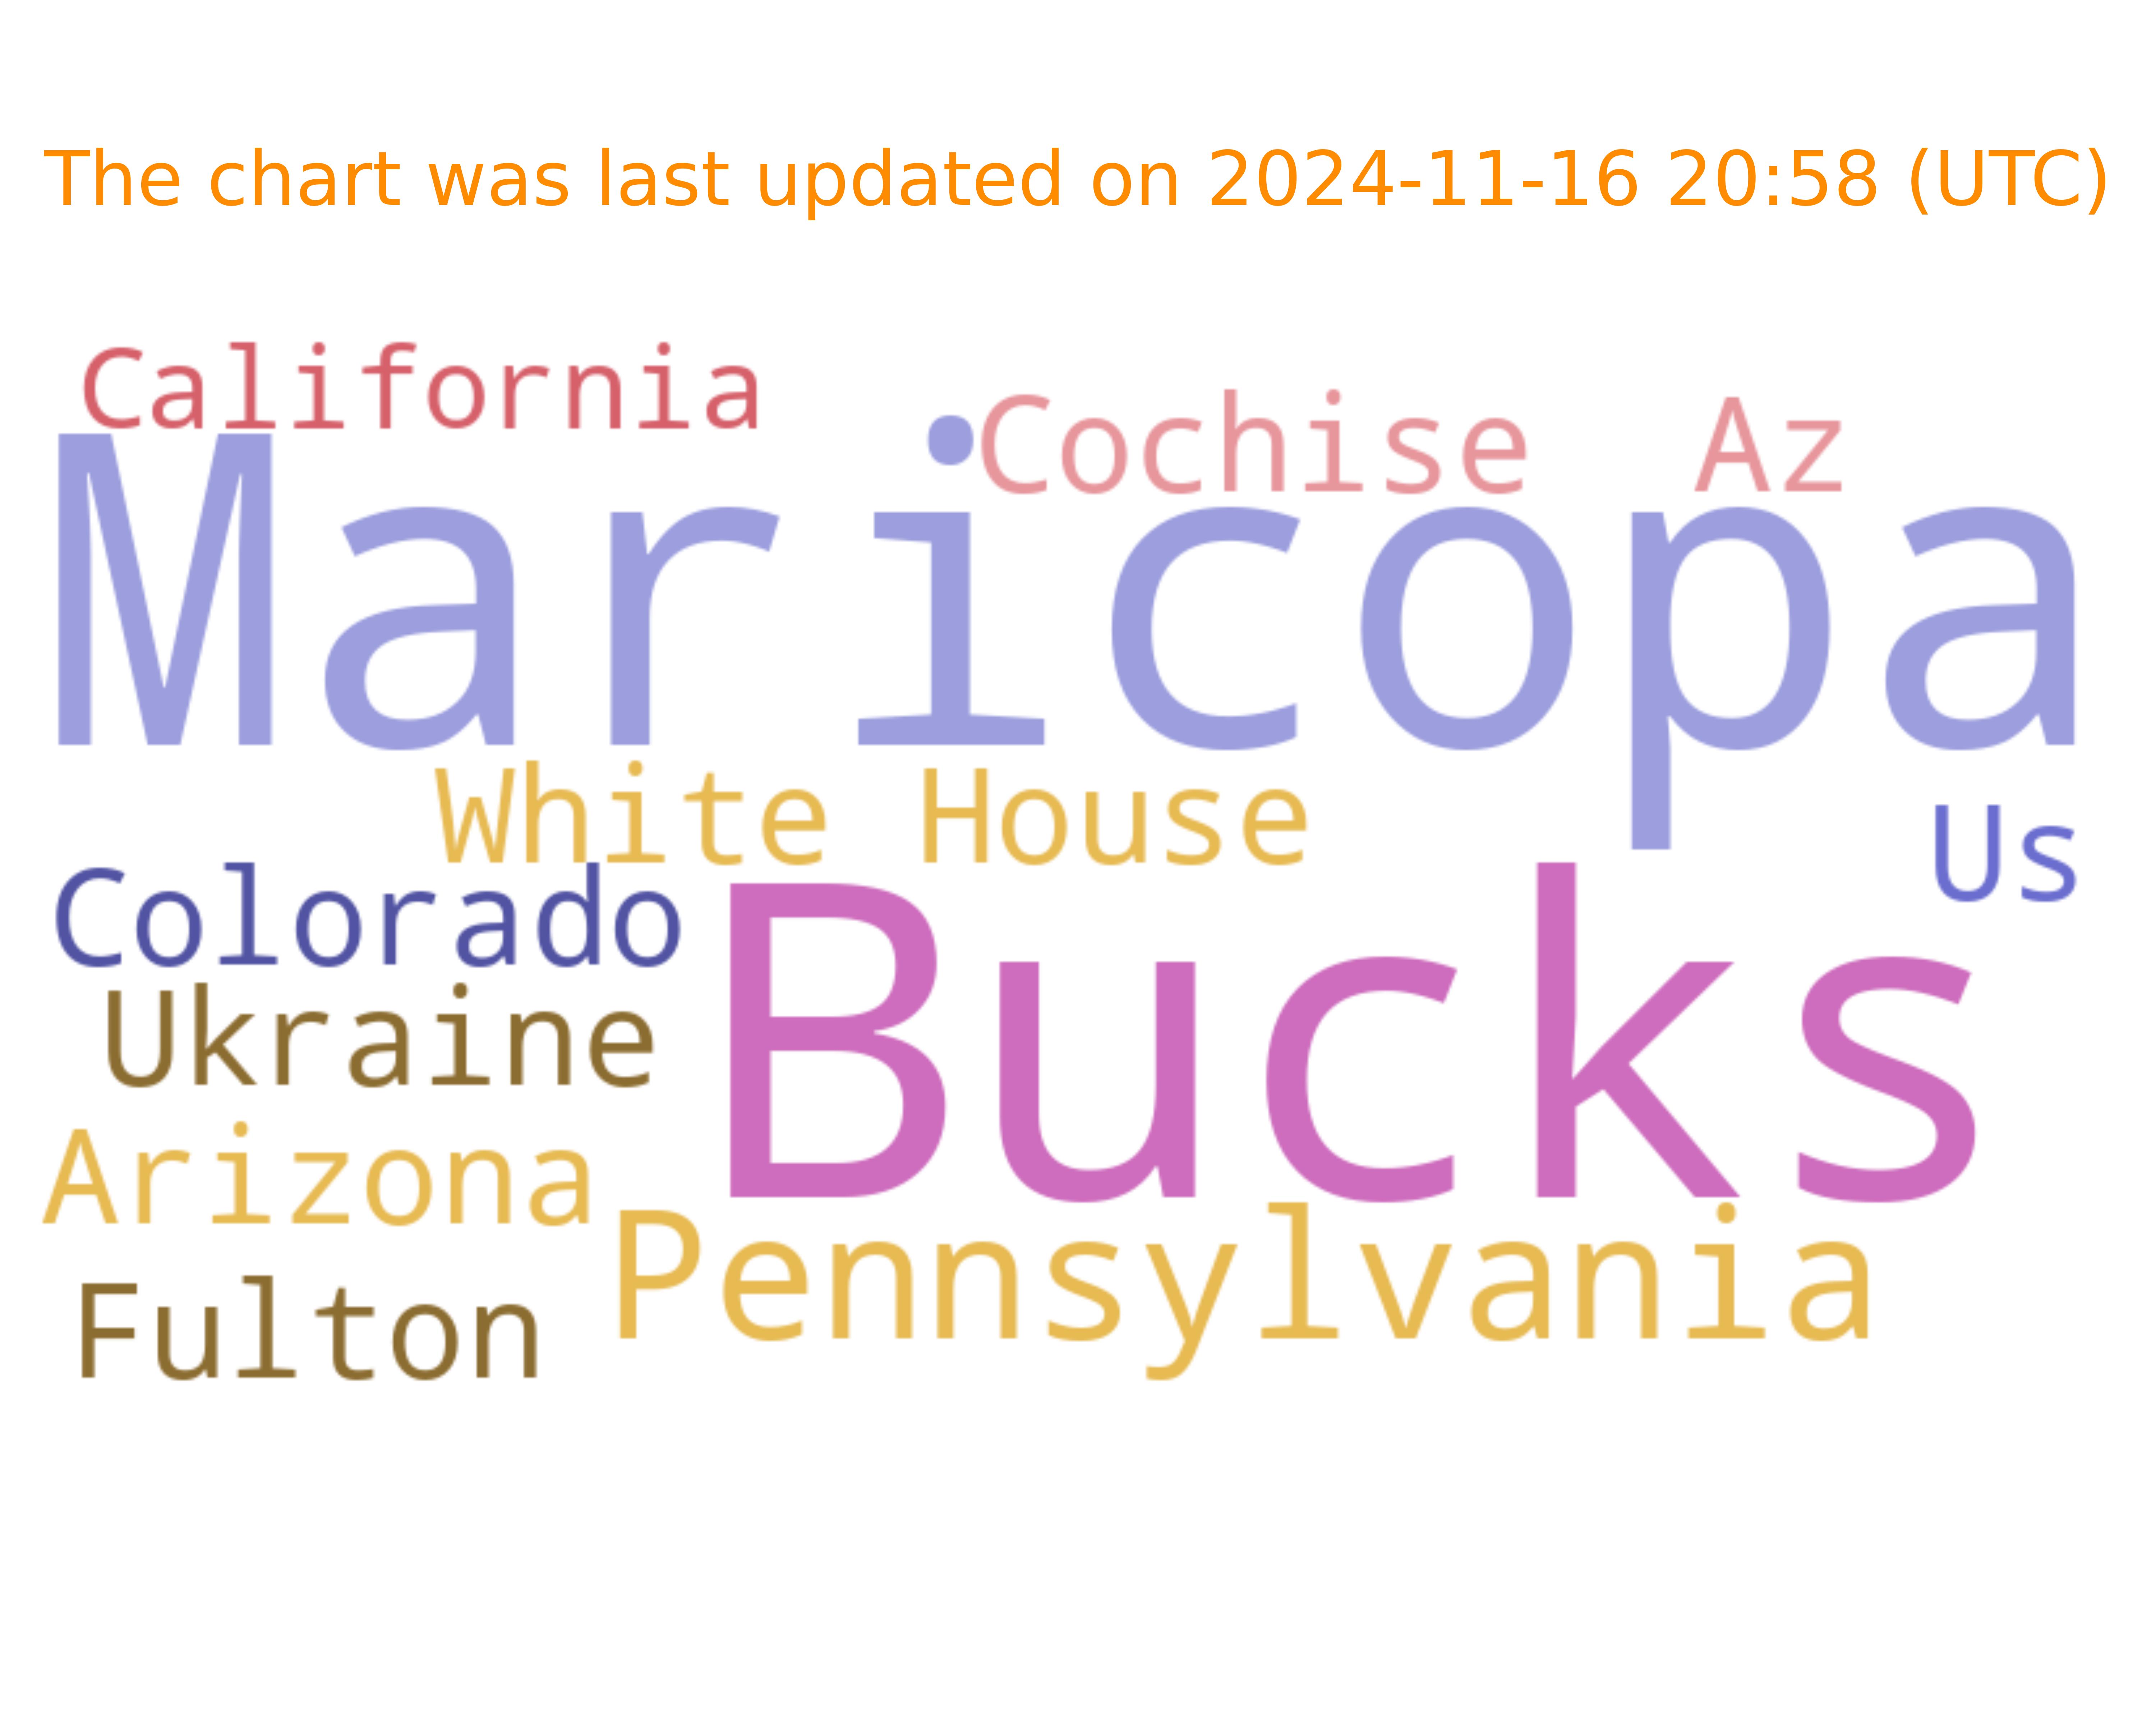 The chart was last updated on 2024-11-16 20:58 (UTC)
California
Cochise Az
Maricopa
White House
Us
Colorado
Bucks
Ukraine
Arizona
Pennsylvania
Fulton